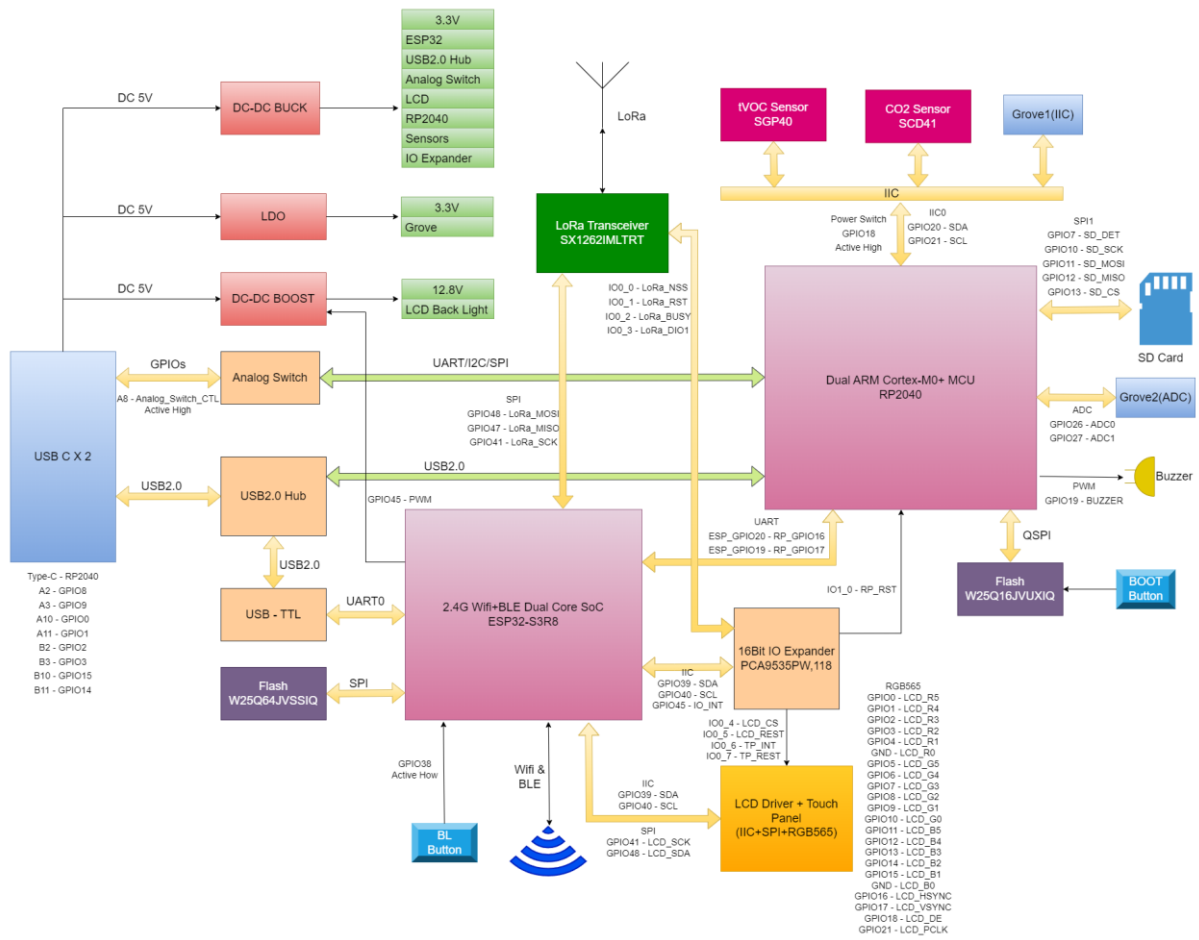 3.3V
ESP32
USB2.0 Hub
Analog Switch
LCD
RP2040
Sensors
IO Expander
DC 5V
DC-DC BUCK
DC 5V
LDO
3.3V
Grove
DC 5V
DC-DC BOOST
12.8V
LCD Back Light
LoRa
LoRa Transceiver
SX1262IMLTRT
tVOC Sensor
SGP40
CO2 Sensor
SCD41
Grove1(IIC)
IIC
Power Switch
GPIO18
Active High
IIC0
GPIO20 - SDA
GPIO21 - SCL
SPI1
GPIO7 - SD_DET
GPIO10 - SD_SCK
GPIO11 - SD_MOSI
GPIO12 - SD_MISO
GPIO13 - SD_CS
SD Card
IO0_0 - LoRa_NSS
IO0_1 - LoRa_RST
IO0_2 - LoRa_BUSY
IO0_3 - LoRa_DIO1
USB C X 2
GPIOs
A8 - Analog_Switch_CTL
Active High
Analog Switch
UART/I2C/SPI
Dual ARM Cortex-M0+ MCU
RP2040
ADC
GPIO26 - ADC0
GPIO27 - ADC1
Grove2(ADC)
SPI
GPIO48 - LoRa_MOSI
GPIO47 - LoRa_MISO
GPIO41 - LoRa_SCK
USB2.0
USB2.0 Hub
USB2.0
PWM
GPIO19 - BUZZER
Buzzer
GPIO45 - PWM
UART
ESP_GPIO20 - RP_GPIO16
ESP_GPIO19 - RP_GPIO17
QSPI
Flash
W25Q16JVUXIQ
BOOT
Button
USB2.0
USB - TTL
UART0
2.4G Wifi+BLE Dual Core SoC
ESP32-S3R8
IO1_0 - RP_RST
16Bit IO Expander
PCA9535PW,118
Type-C - RP2040
A2 - GPIO8
A3 - GPIO9
A10 - GPIO0
A11 - GPIO1
B2 - GPIO2
B3 - GPIO3
B10 - GPIO15
B11 - GPIO14
Flash
W25Q64JVSSIQ
SPI
IIC
GPIO39 - SDA
GPIO40 - SCL
GPIO45 - IO_INT
IO0_4 - LCD_CS
IO0_5 - LCD_REST
IO0_6 - TP_INT
IO0_7 - TP_REST
GPIO38
Active How
BL
Button
Wifi &
BLE
IIC
GPIO39 - SDA
GPIO40 - SCL
SPI
GPIO41 - LCD_SCK
GPIO48 - LCD_SDA
LCD Driver + Touch
Panel
(IIC+SPI+RGB565)
RGB565
GPIO0 - LCD_R5
GPIO1 - LCD_R4
GPIO2 - LCD_R3
GPIO3 - LCD_R2
GPIO4 - LCD_R1
GND - LCD_R0
GPIO5 - LCD_G5
GPIO6 - LCD_G4
GPIO7 - LCD_G3
GPIO8 - LCD_G2
GPIO9 - LCD_G1
GPIO10 - LCD_G0
GPIO11 - LCD_B5
GPIO12 - LCD_B4
GPIO13 - LCD_B3
GPIO14 - LCD_B2
GPIO15 - LCD_B1
GND - LCD_B0
GPIO16 - LCD_HSYNC
GPIO17 - LCD_VSYNC
GPIO18 - LCD_DE
GPIO21 - LCD_PCLK